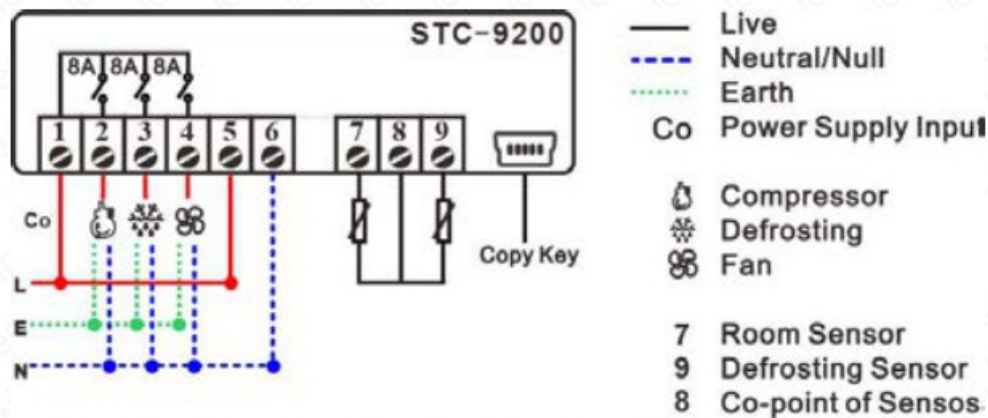 STC-9200
8A 8A 8A
1 2 3 4 5 6 7 8 9
Co
Copy Key
L
E
N
Live
Neutral/Null
Earth
Co Power Supply Input
Compressor
Defrosting
Fan
7 Room Sensor
9 Defrosting Sensor
8 Co-point of Sensos